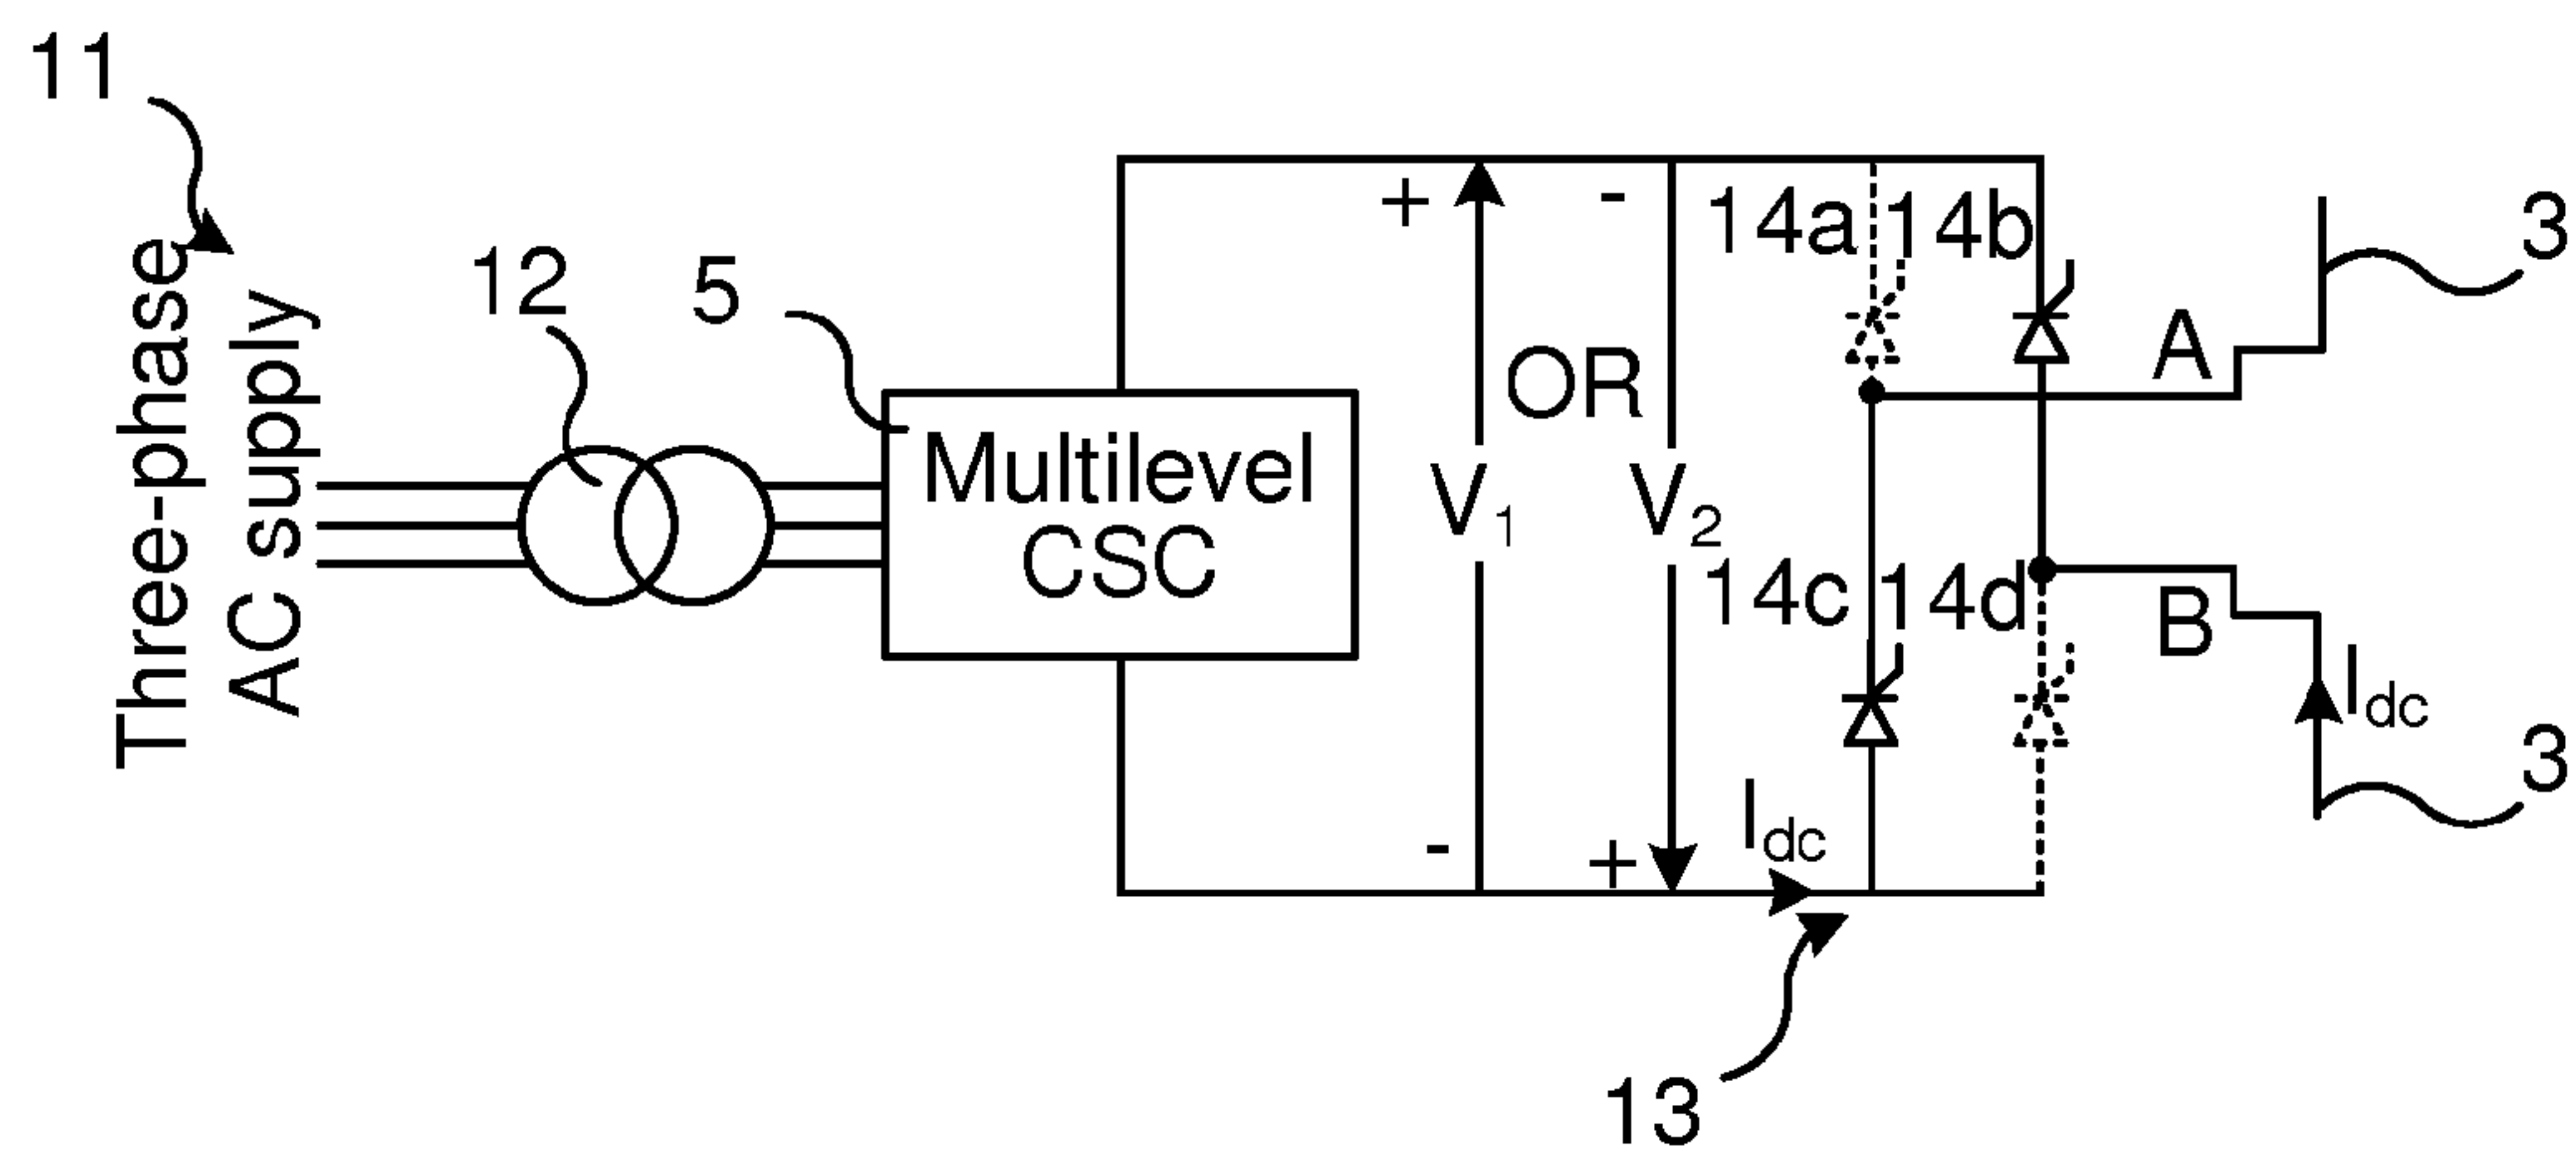 11
Three-phase
AC supply
12
5
Multilevel
CSC
+
-
V1
OR
-
+
V2
14a
14b
14c
14d
A
B
3
Idc
3
Idc
13